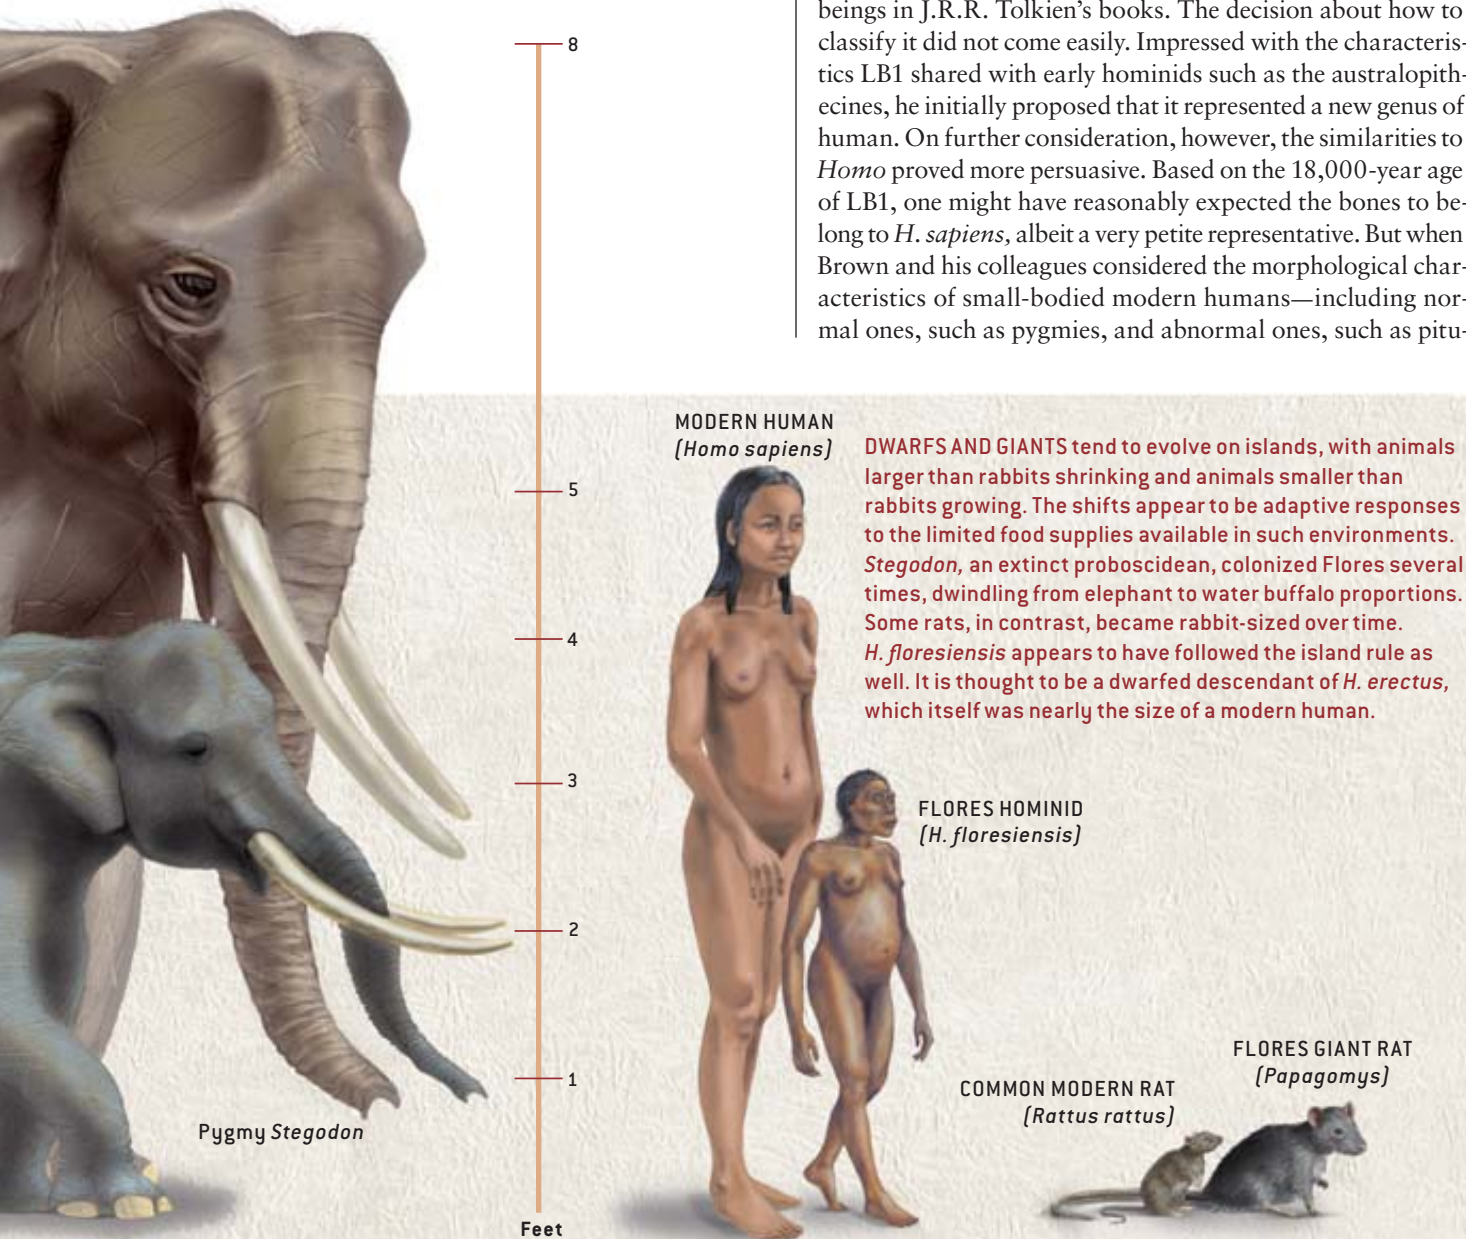 beings in J.R.R. Tolkien’s books. The decision about how to
classify it did not come easily. Impressed with the characteris-
tics LB1 shared with early hominids such as the australopith-
ecines, he initially proposed that it represented a new genus of
human. On further consideration, however, the similarities to
Homo proved more persuasive. Based on the 18,000-year age
of LB1, one might have reasonably expected the bones to be-
long to H. sapiens, albeit a very petite representative. But when
Brown and his colleagues considered the morphological char-
acteristics of small-bodied modern humans—including nor-
mal ones, such as pygmies, and abnormal ones, such as pitu-
8
5
4
3
2
1
Feet
Pygmy Stegodon
MODERN HUMAN
(Homo sapiens)
DWARFS AND GIANTS tend to evolve on islands, with animals
larger than rabbits shrinking and animals smaller than
rabbits growing. The shifts appear to be adaptive responses
to the limited food supplies available in such environments.
Stegodon, an extinct proboscidean, colonized Flores several
times, dwindling from elephant to water buffalo proportions.
Some rats, in contrast, became rabbit-sized over time.
H. floresiensis appears to have followed the island rule as
well. It is thought to be a dwarfed descendant of H. erectus,
which itself was nearly the size of a modern human.
FLORES HOMINID
(H. floresiensis)
COMMON MODERN RAT
(Rattus rattus)
FLORES GIANT RAT
(Papagomys)